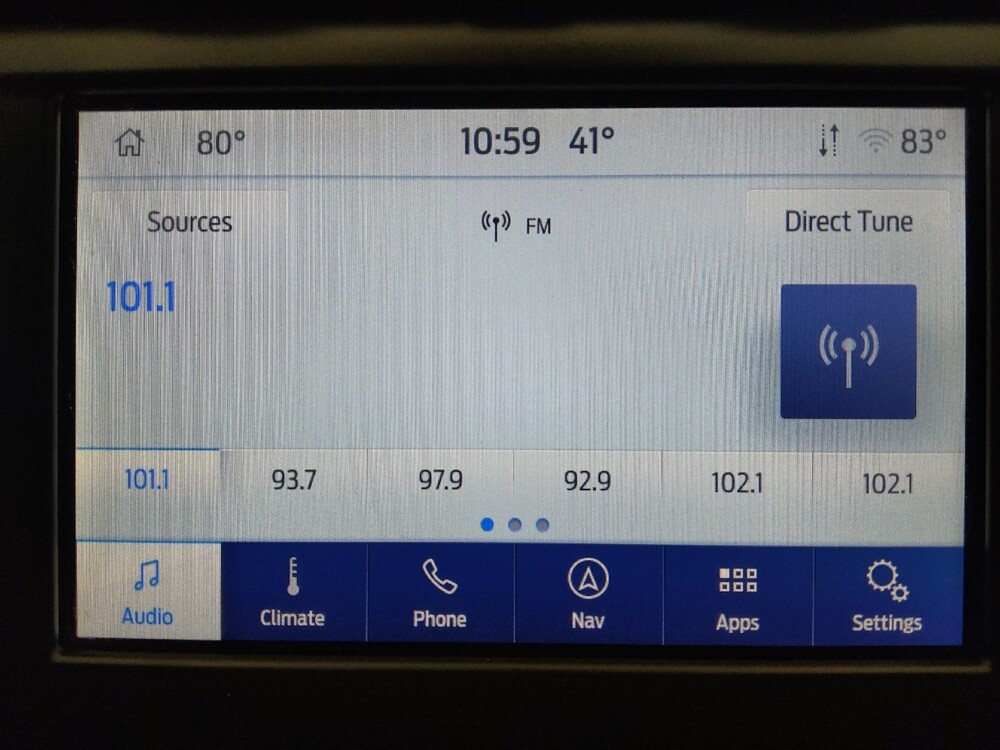 80° 10:59 41° 83°
Sources FM Direct Tune
101.1
101.1 93.7 97.9 92.9 102.1 102.1
Audio Climate Phone Nav Apps Settings